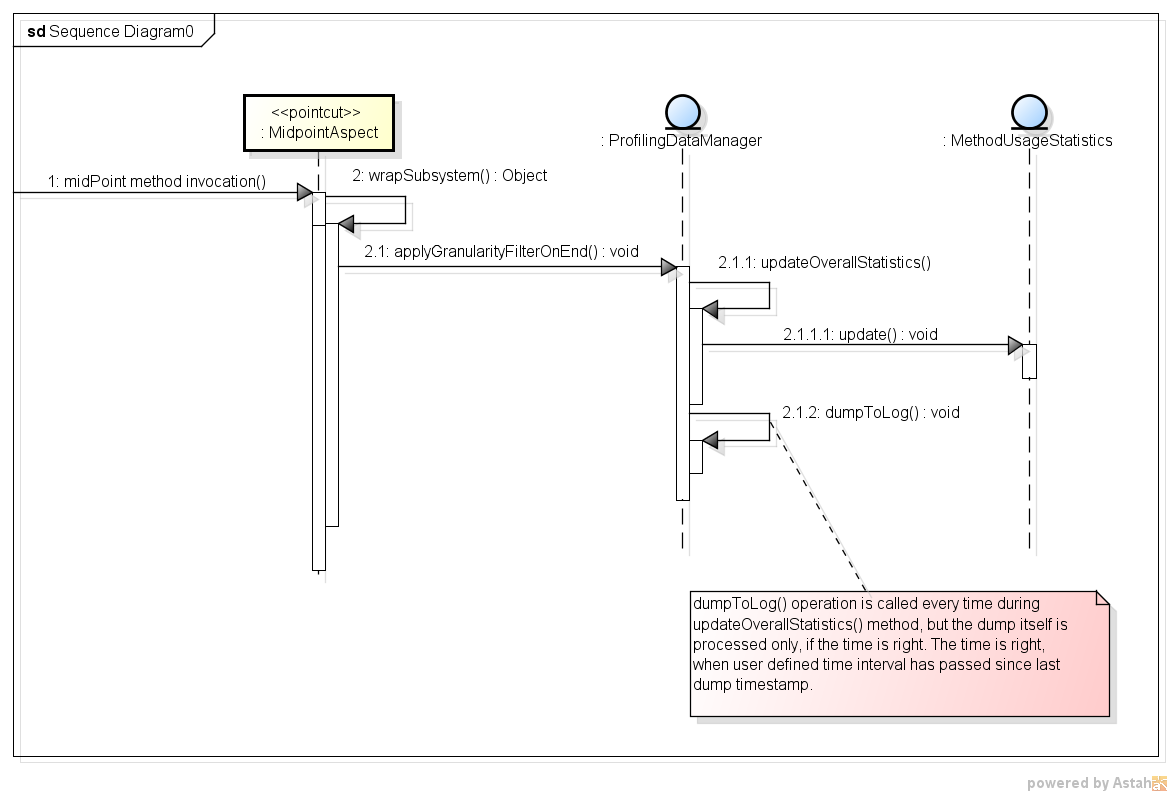 sd Sequence Diagram0
<<pointcut>>
: MidpointAspect
: ProfilingDataManager
: MethodUsageStatistics
1: midPoint method invocation()
2: wrapSubsystem() : Object
2.1: applyGranularityFilterOnEnd() : void
2.1.1: updateOverallStatistics()
2.1.1.1: update() : void
2.1.2: dumpToLog() : void
dumpToLog() operation is called every time during
updateOverallStatistics() method, but the dump itself is
processed only, if the time is right. The time is right,
when user defined time interval has passed since last
dump timestamp.
powered by Astah